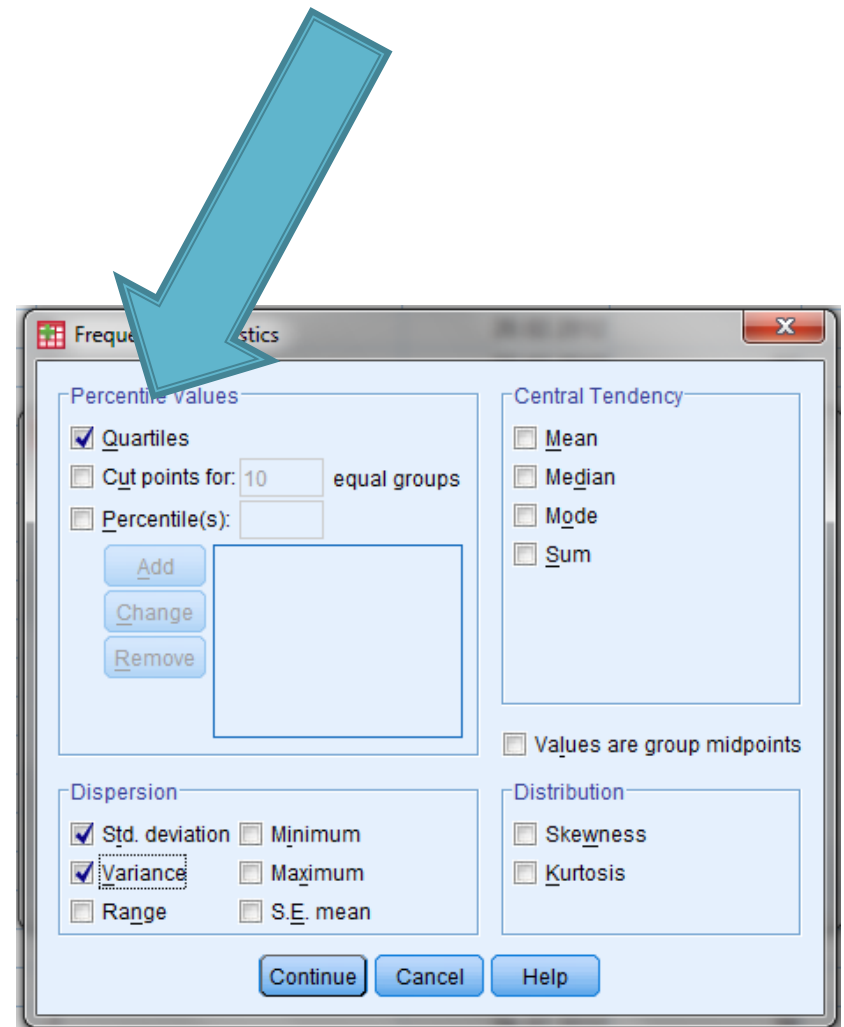 Freque stics
Percentile Values
Quartiles
Cut points for: 10 equal groups
Percentile(s):
Add
Change
Remove
Central Tendency
Mean
Median
Mode
Sum
Values are group midpoints
Dispersion
Std. deviation
Minimum
Variance
Maximum
Range
S.E. mean
Distribution
Skewness
Kurtosis
Continue
Cancel
Help